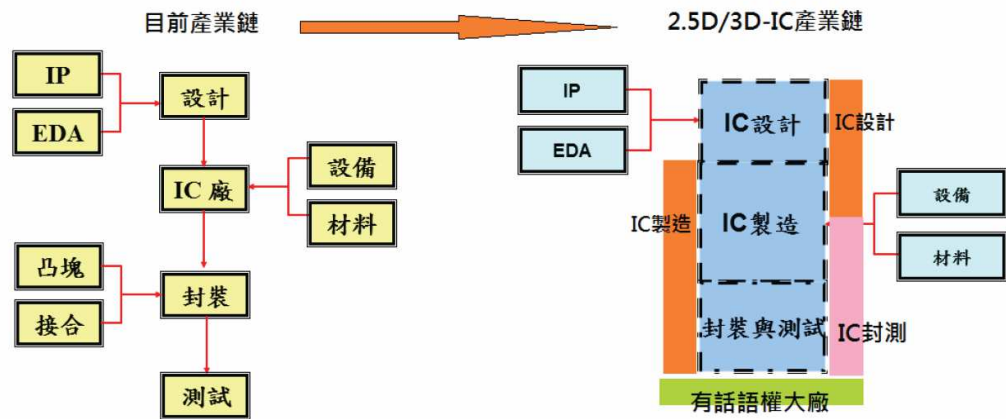 目前產業鏈
2.5D/3D-IC產業鏈
IP
EDA
設計
IC 廠
設備
材料
凸塊
接合
封裝
測試
IP
EDA
IC設計
IC設計
IC製造
IC製造
設備
材料
封裝與測試
IC封測
有話語權大廠